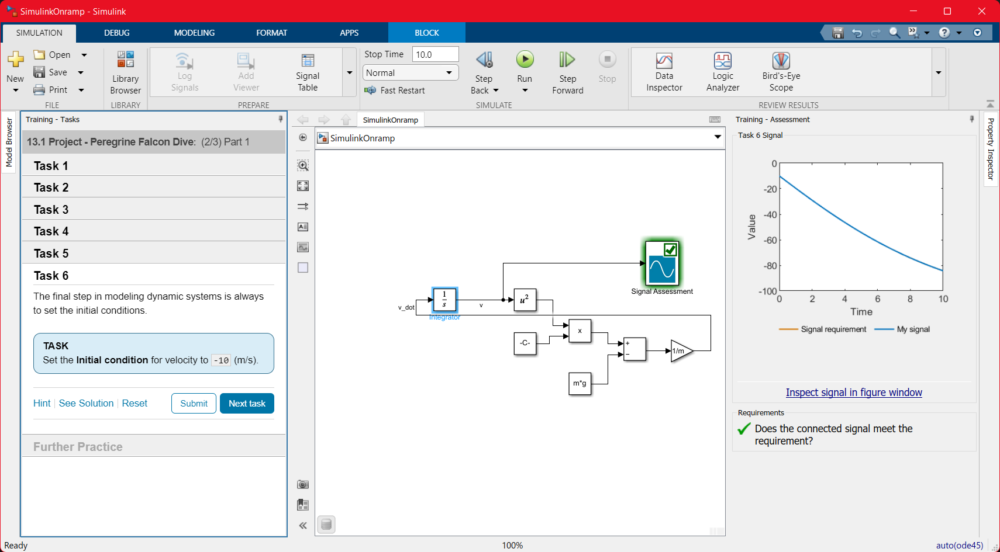 SimulinkOnramp - Simulink
SIMULATION
DEBUG
MODELING
FORMAT
APPS
BLOCK
New
Open
Save
Print
FILE
Library
Browser
LIBRARY
Log
Signals
Add
Viewer
Signal
Table
PREPARE
Stop Time
10.0
Normal
Fast Restart
Step
Back
Run
Step
Forward
Stop
SIMULATE
Data
Inspector
Logic
Analyzer
Bird's-Eye
Scope
REVIEW RESULTS
Model Browser
Training - Tasks
13.1 Project - Peregrine Falcon Dive: (2/3) Part 1
Task 1
Task 2
Task 3
Task 4
Task 5
Task 6
The final step in modeling dynamic systems is always
to set the initial conditions.
TASK
Set the Initial condition for velocity to -10 (m/s).
Hint
See Solution
Reset
Submit
Next task
Further Practice
SimulinkOnramp
SimulinkOnramp
Signal Assessment
v_dot
1
s
Integrator
v
u²
-C-
x
m*g
+
−
1/m
Training - Assessment
Task 6 Signal
0
-20
-40
-60
-80
-100
Value
0 2 4 6 8 10
Time
Signal requirement
My signal
Inspect signal in figure window
Requirements
Does the connected signal meet the
requirement?
Property Inspector
Ready
100%
auto(ode45)